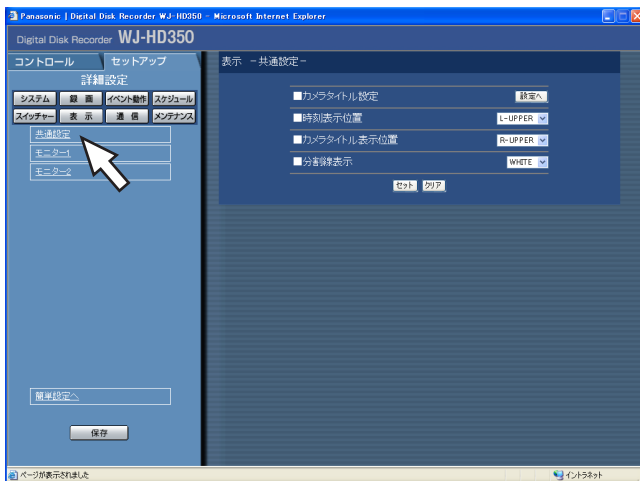 Panasonic | Digital Disk Recorder WJ-HD350 - Microsoft Internet Explorer
Digital Disk Recorder WJ-HD350
コントロール セットアップ
詳細設定
システム 録 画 イベント動作 スケジュール
スイッチャー 表 示 通 信 メンテナンス
共通設定
モニター1
モニター2
簡単設定へ
保存
表示 －共通設定－
■カメラタイトル設定 設定へ
■時刻表示位置 L-UPPER
■カメラタイトル表示位置 R-UPPER
■分割線表示 WHITE
セット クリア
ページが表示されました イントラネット